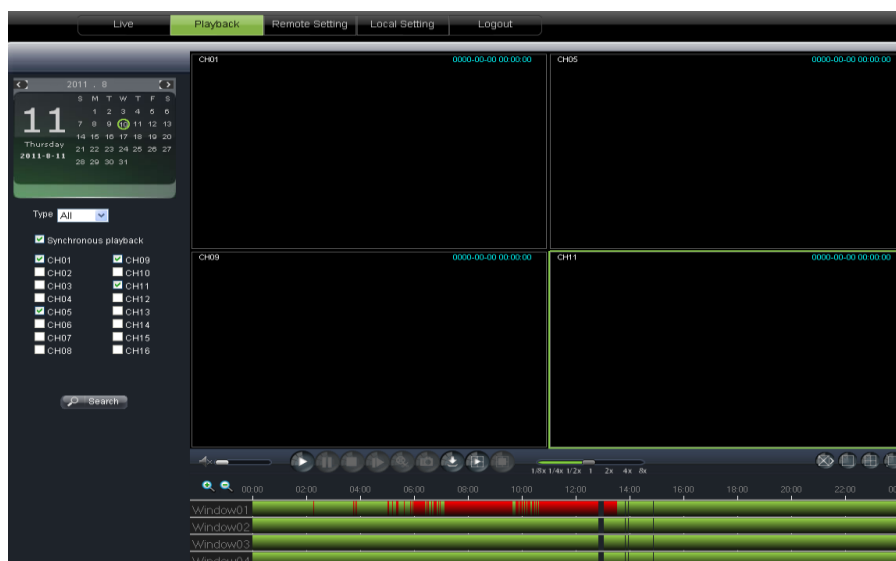 Live Playback Remote Setting Local Setting Logout
2011 . 8
S M T W T F S
1 2 3 4 5 6
7 8 9 10 11 12 13
14 15 16 17 18 19 20
21 22 23 24 25 26 27
28 29 30 31
11
Thursday
2011-8-11
Type All
Synchronous playback
CH01 CH09
CH02 CH10
CH03 CH11
CH04 CH12
CH05 CH13
CH06 CH14
CH07 CH15
CH08 CH16
Search
CH01 0000-00-00 00:00:00
CH05 0000-00-00 00:00:00
CH09 0000-00-00 00:00:00
CH11 0000-00-00 00:00:00
1/8x 1/4x 1/2x 1 2x 4x 8x
00:00 02:00 04:00 06:00 08:00 10:00 12:00 14:00 16:00 18:00 20:00 22:00 00
Window01
Window02
Window03
Window04